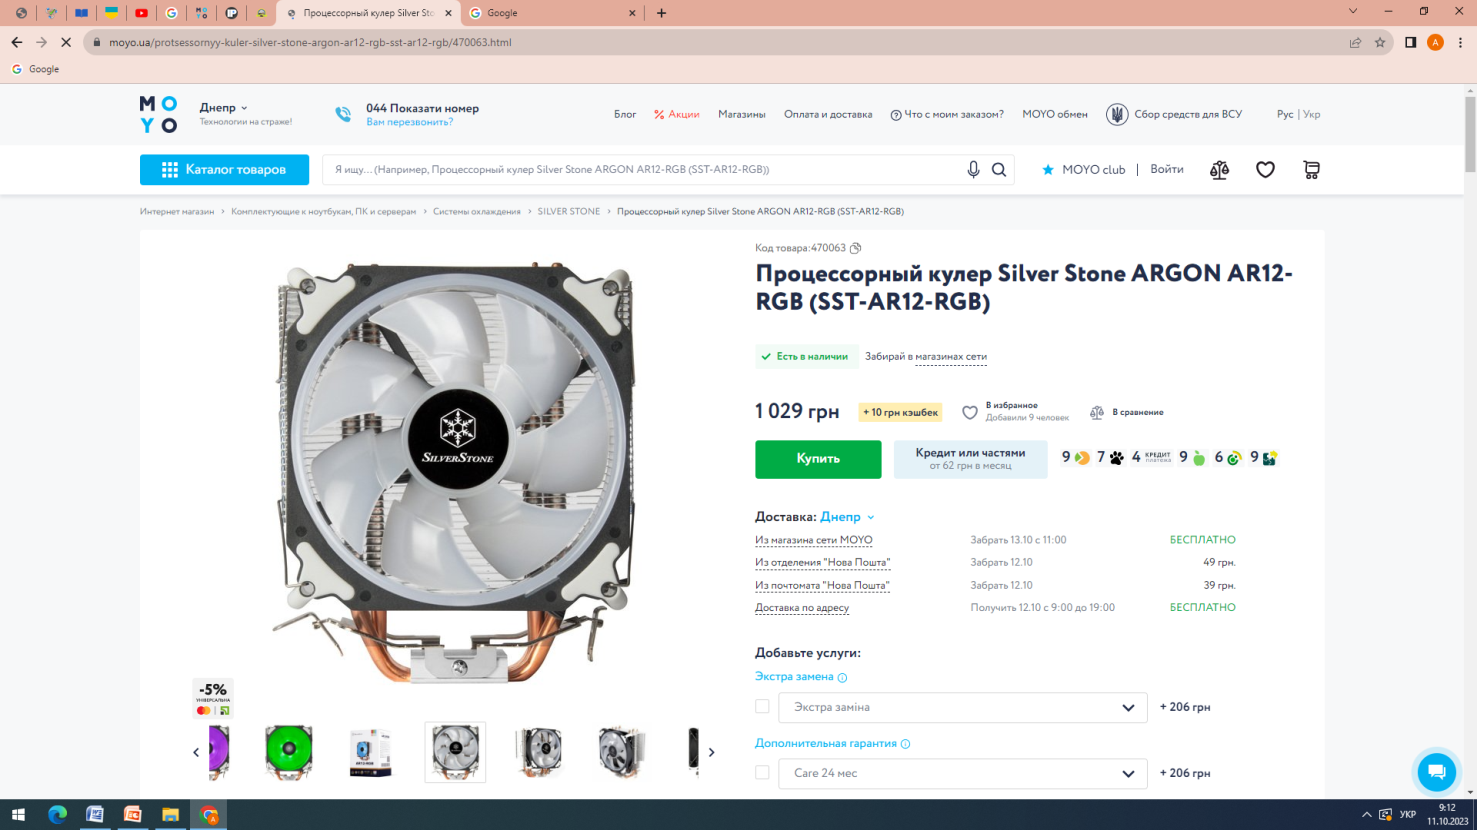 Процессорный кулер Silver Sto
Google
moyo.ua/protsessornyy-kuler-silver-stone-argon-ar12-rgb-sst-ar12-rgb/470063.html
A
Google
MOYO
Днепр
Технологии на страже!
044 Показати номер
Вам перезвонить?
Блог
% Акции
Магазины
Оплата и доставка
Что с моим заказом?
MOYO обмен
Сбор средств для ВСУ
Рус | Укр
Каталог товаров
Я ищу... (Например, Процессорный кулер Silver Stone ARGON AR12-RGB (SST-AR12-RGB))
MOYO club
Войти
Интернет магазин > Комплектующие к ноутбукам, ПК и серверам > Системы охлаждения > SILVER STONE > Процессорный кулер Silver Stone ARGON AR12-RGB (SST-AR12-RGB)
Код товара:470063
Процессорный кулер Silver Stone ARGON AR12-
RGB (SST-AR12-RGB)
Есть в наличии
Забирай в магазинах сети
1 029 грн
+ 10 грн кэшбек
В избранное
Добавили 9 человек
В сравнение
Купить
Кредит или частями
от 62 грн в месяц
9 7 4 КРЕДИТ 9 6 9
SILVERSTONE
Доставка: Днепр
Из магазина сети MOYO Забрать 13.10 с 11:00 БЕСПЛАТНО
Из отделения "Нова Пошта" Забрать 12.10 49 грн.
Из почтомата "Нова Пошта" Забрать 12.10 39 грн.
Доставка по адресу Получить 12.10 с 9:00 до 19:00 БЕСПЛАТНО
Добавьте услуги:
Экстра замена
Экстра заміна
+ 206 грн
Дополнительная гарантия
Care 24 мес
+ 206 грн
-5%
УНИВЕРСАЛЬНА
УКР
9:12
11.10.2023